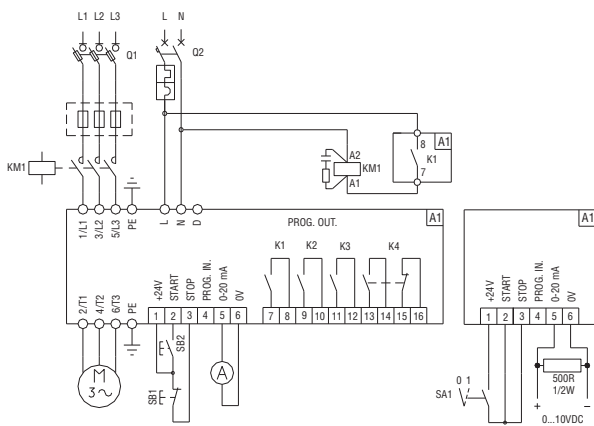 L1 L2 L3 L N
Q1 Q2
KM1
A2
KM1
A1
8
K1
7
A1
1/L1 3/L2 5/L3 PE L N D
PROG. OUT.
A1
K1 K2 K3 K4
+24V START STOP PROG. IN. 0-20 mA 0V
2/T1 4/T2 6/T3 PE
1 2 3 4 5 6 7 8 9 10 11 12 13 14 15 16
SB2
SB1
M
3~
A
A1
+24V START STOP PROG. IN. 0-20 mA 0V
1 2 3 4 5 6
SA1
0 1
500R
1/2W
+ –
0...10VDC